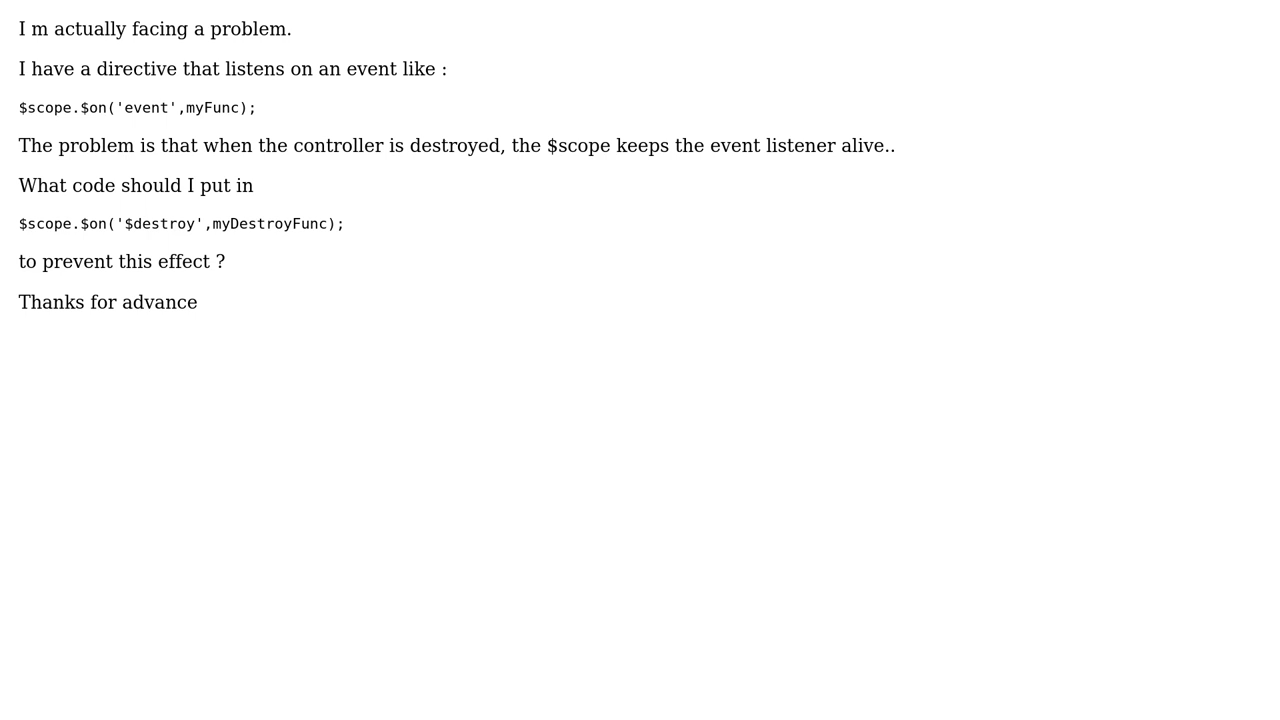 I m actually facing a problem.
I have a directive that listens on an event like :
$scope.$on('event',myFunc);
The problem is that when the controller is destroyed, the $scope keeps the event listener alive..
What code should I put in
$scope.$on('$destroy',myDestroyFunc);
to prevent this effect ?
Thanks for advance